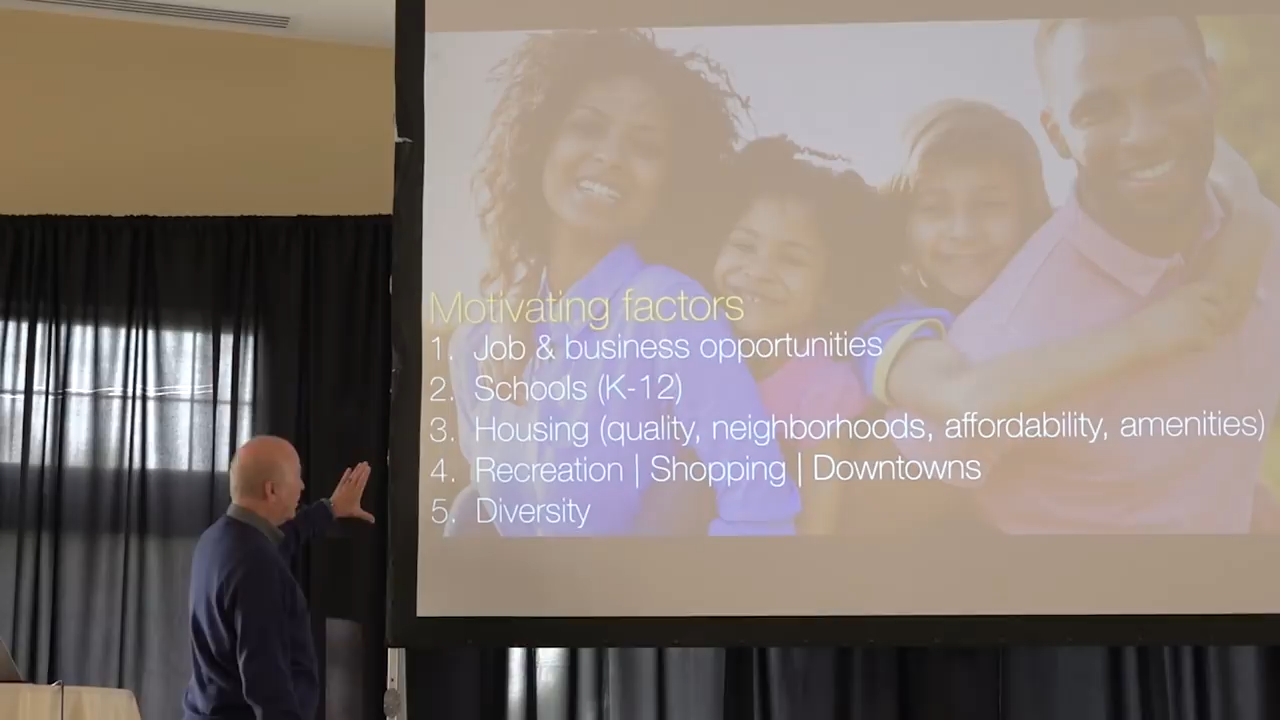 Motivating factors
1. Job & business opportunities
2. Schools (K-12)
3. Housing (quality, neighborhoods, affordability, amenities)
4. Recreation | Shopping | Downtowns
5. Diversity